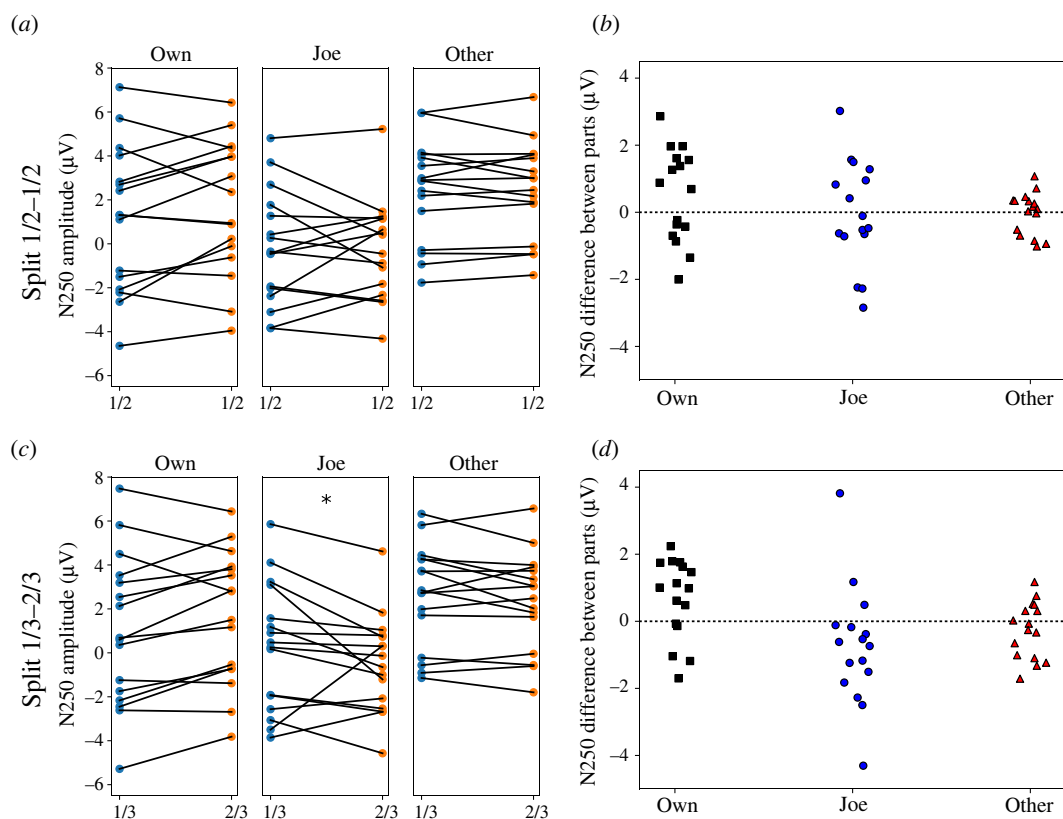 (a)
Own Joe Other
Split 1/2–1/2
N250 amplitude (µV)
8
6
4
2
0
–2
–4
–6
1/2 1/2 1/2 1/2 1/2 1/2
(b)
N250 difference between parts (µV)
4
2
0
–2
–4
Own Joe Other
(c)
Own Joe Other
Split 1/3–2/3
N250 amplitude (µV)
8
6
4
2
0
–2
–4
–6
*
1/3 2/3 1/3 2/3 1/3 2/3
(d)
N250 difference between parts (µV)
4
2
0
–2
–4
Own Joe Other